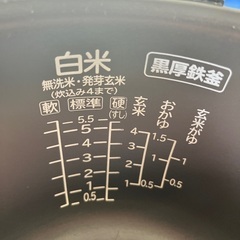 白米
無洗米・発芽玄米
(炊込み4まで)
黒厚鉄釜
軟 標準 硬(すし)
玄米
おかゆ
玄米がゆ
5.5
5
4
3
2
1
0.5
4
3
2
1
1.5
1
0.5
1
0.5